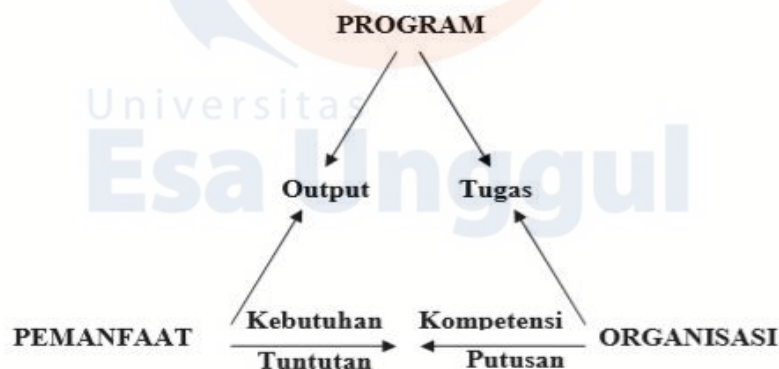 PROGRAM
Universitas
Esa Unggul
Output Tugas
Kebutuhan Kompetensi
PEMANFAAT ORGANISASI
Tuntutan Putusan